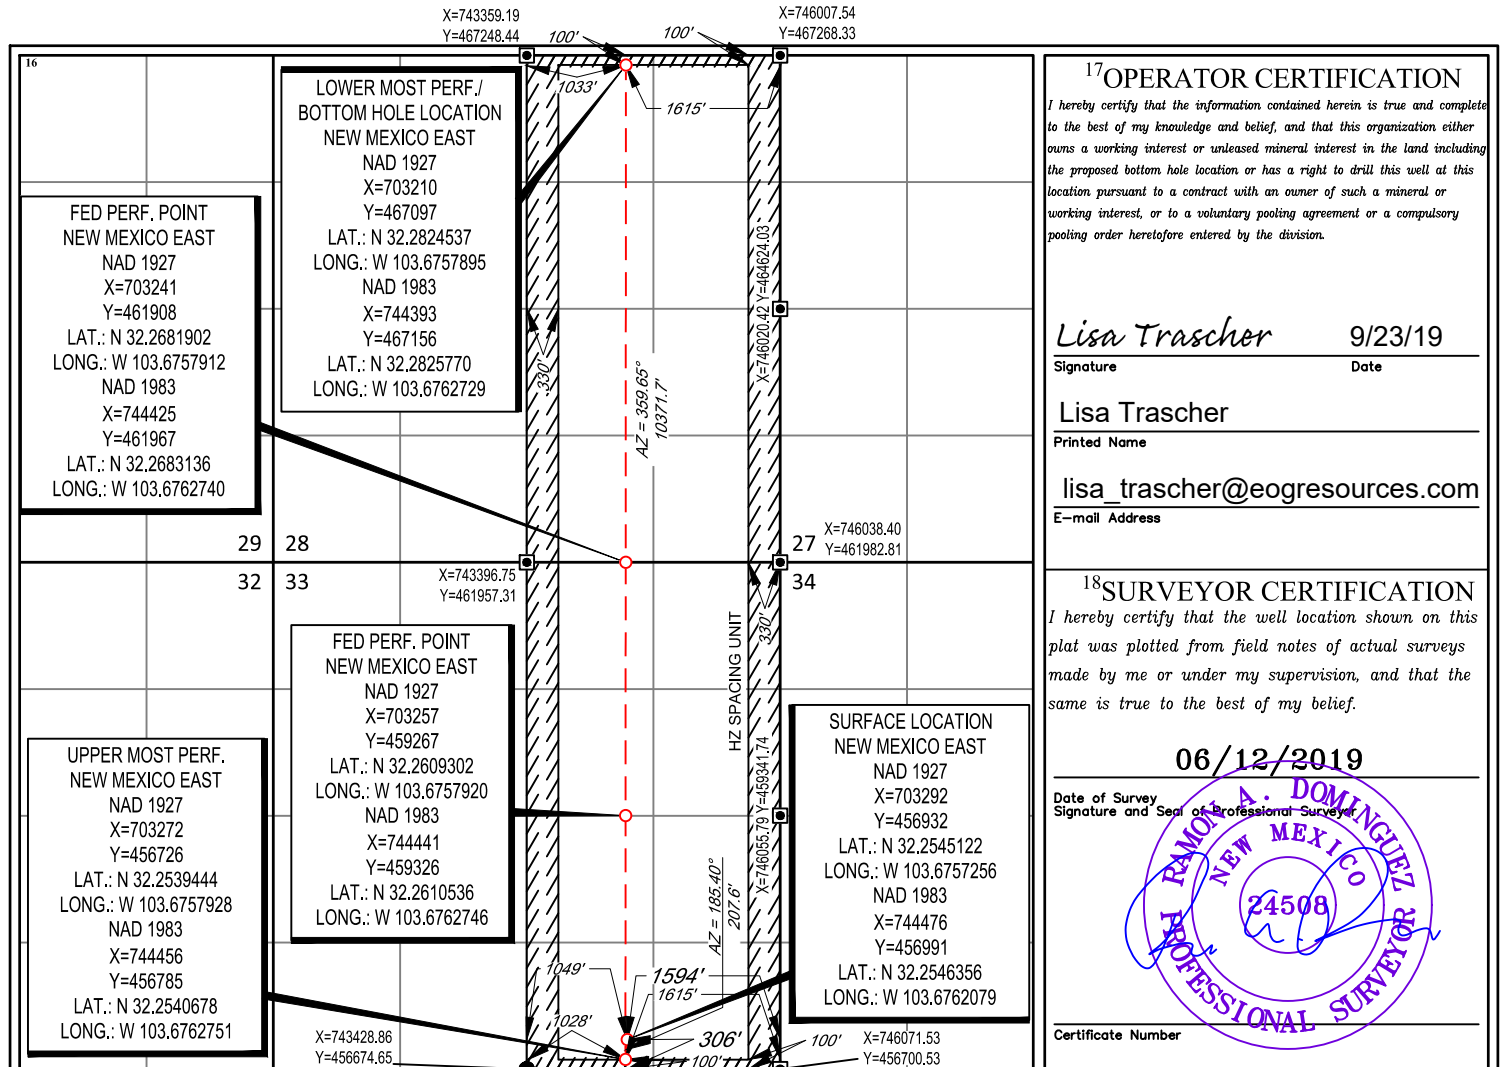 X=743359.19
Y=467248.44
100'
100'
X=746007.54
Y=467268.33
16
1033'
1615'
LOWER MOST PERF./
BOTTOM HOLE LOCATION
NEW MEXICO EAST
NAD 1927
X=703210
Y=467097
LAT.: N 32.2824537
LONG.: W 103.6757895
NAD 1983
X=744393
Y=467156
LAT.: N 32.2825770
LONG.: W 103.6762729
FED PERF. POINT
NEW MEXICO EAST
NAD 1927
X=703241
Y=461908
LAT.: N 32.2681902
LONG.: W 103.6757912
NAD 1983
X=744425
Y=461967
LAT.: N 32.2683136
LONG.: W 103.6762740
330'
AZ = 359.65°
10371.7'
X=746020.42 Y=464624.03
29 28
32 33
27
34
X=746038.40
Y=461982.81
X=743396.75
Y=461957.31
330'
HZ SPACING UNIT
FED PERF. POINT
NEW MEXICO EAST
NAD 1927
X=703257
Y=459267
LAT.: N 32.2609302
LONG.: W 103.6757920
NAD 1983
X=744441
Y=459326
LAT.: N 32.2610536
LONG.: W 103.6762746
UPPER MOST PERF.
NEW MEXICO EAST
NAD 1927
X=703272
Y=456726
LAT.: N 32.2539444
LONG.: W 103.6757928
NAD 1983
X=744456
Y=456785
LAT.: N 32.2540678
LONG.: W 103.6762751
X=746055.79 Y=459341.74
AZ = 185.40°
207.6'
SURFACE LOCATION
NEW MEXICO EAST
NAD 1927
X=703292
Y=456932
LAT.: N 32.2545122
LONG.: W 103.6757256
NAD 1983
X=744476
Y=456991
LAT.: N 32.2546356
LONG.: W 103.6762079
1049'
1594'
1615'
1028'
306'
100'
100'
X=743428.86
Y=456674.65
X=746071.53
Y=456700.53
17 OPERATOR CERTIFICATION
I hereby certify that the information contained herein is true and complete
to the best of my knowledge and belief, and that this organization either
owns a working interest or unleased mineral interest in the land including
the proposed bottom hole location or has a right to drill this well at this
location pursuant to a contract with an owner of such a mineral or
working interest, or to a voluntary pooling agreement or a compulsory
pooling order heretofore entered by the division.
Lisa Trascher 9/23/19
Signature Date
Lisa Trascher
Printed Name
lisa_trascher@eogresources.com
E-mail Address
18 SURVEYOR CERTIFICATION
I hereby certify that the well location shown on this
plat was plotted from field notes of actual surveys
made by me or under my supervision, and that the
same is true to the best of my belief.
06/12/2019
Date of Survey
Signature and Seal of Professional Surveyor
RAMON A. DOMINGUEZ
NEW MEXICO
24508
PROFESSIONAL SURVEYOR
Certificate Number